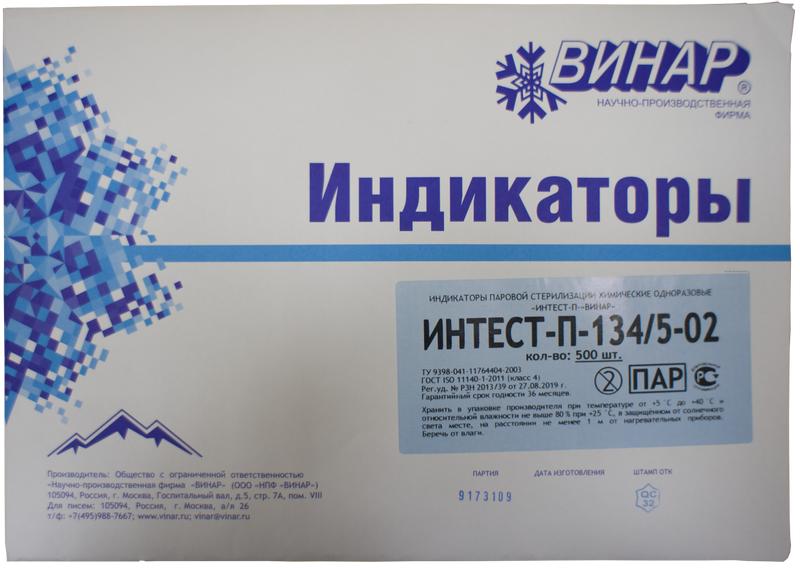 ВИНАР®
НАУЧНО-ПРОИЗВОДСТВЕННАЯ
ФИРМА
Индикаторы
ИНДИКАТОРЫ ПАРОВОЙ СТЕРИЛИЗАЦИИ ХИМИЧЕСКИЕ ОДНОРАЗОВЫЕ
«ИНТЕСТ-П-«ВИНАР»
ИНТЕСТ-П-134/5-02
кол-во: 500 шт.
ТУ 9398-041-11764404-2003
ГОСТ ISO 11140-1-2011 (класс 4)
Рег.уд. № РЗН 2013/39 от 27.08.2019 г.
Гарантийный срок годности 36 месяцев.
2 ПАР РС
Хранить в упаковке производителя при температуре от +5 °С до +40 °С и
относительной влажности не выше 80 % при +25 °С, в защищённом от солнечного
света месте, на расстоянии не менее 1 м от нагревательных приборов.
Беречь от влаги.
Производитель: Общество с ограниченной ответственностью
«Научно-производственная фирма «ВИНАР» (ООО «НПФ «ВИНАР»)
105094, Россия, г. Москва, Госпитальный вал, д.5, стр. 7А, пом. VIII
Для писем: 105094, Россия, г. Москва, а/я 26
т/ф: +7(495)988-7667; www.vinar.ru; vinar@vinar.ru
ПАРТИЯ ДАТА ИЗГОТОВЛЕНИЯ ШТАМП ОТК
9173109
QC
32